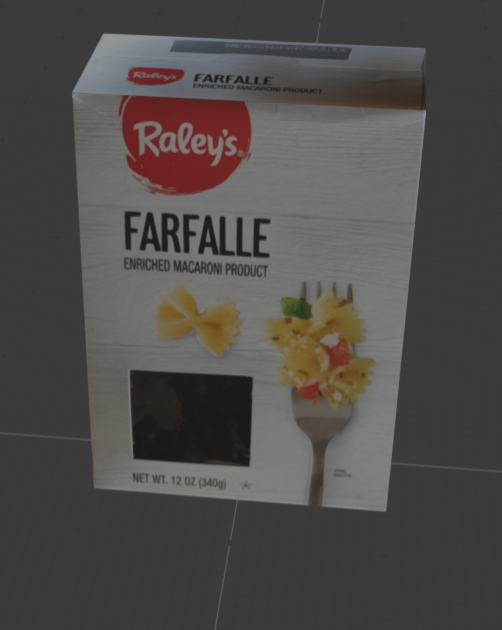 Raley's
FARFALLE
ENRICHED MACARONI PRODUCT
Raley's.
FARFALLE
ENRICHED MACARONI PRODUCT
NET WT. 12 OZ (340g)